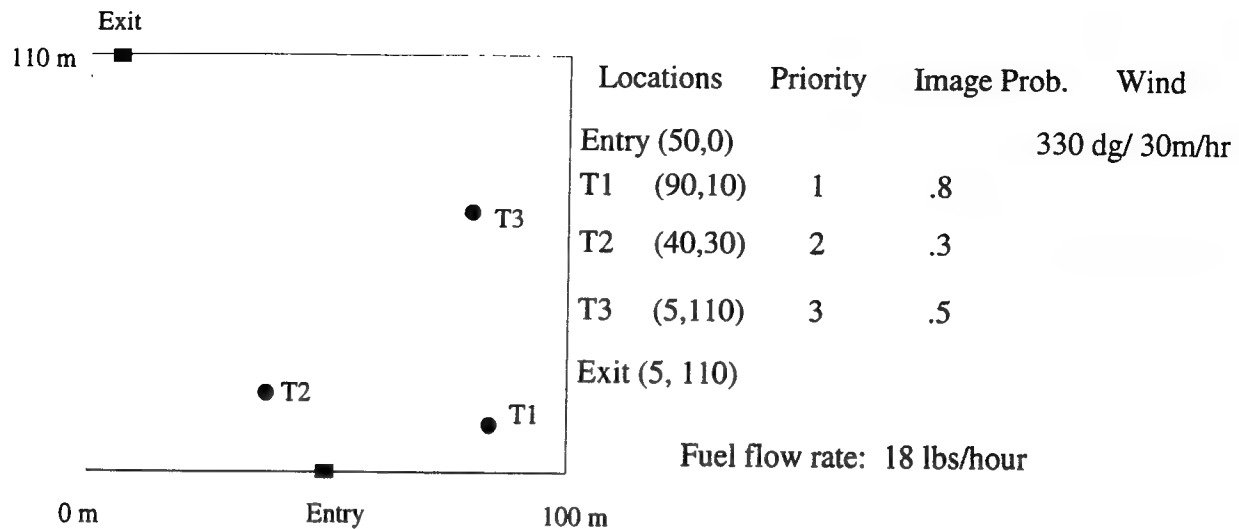 Exit
110 m
Locations Priority Image Prob. Wind
Entry (50,0) 330 dg/ 30m/hr
T1 (90,10) 1 .8
T3
T2 (40,30) 2 .3
T3 (5,110) 3 .5
Exit (5, 110)
T2
T1
Fuel flow rate: 18 lbs/hour
0 m Entry 100 m